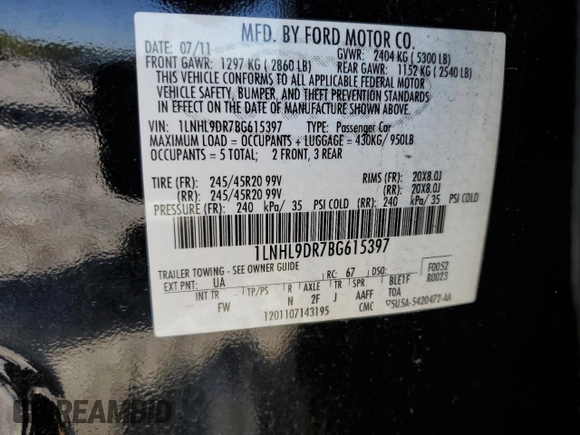 MFD. BY FORD MOTOR CO.
DATE: 07/11 GVWR: 2404 KG ( 5300 LB)
FRONT GAWR: 1297 KG ( 2860 LB) REAR GAWR: 1152 KG ( 2540 LB)
THIS VEHICLE CONFORMS TO ALL APPLICABLE FEDERAL MOTOR
VEHICLE SAFETY, BUMPER, AND THEFT PREVENTION STANDARDS
IN EFFECT ON THE DATE OF MANUFACTURE SHOWN ABOVE.
VIN: 1LNHL9DR7BG615397 TYPE: Passenger Car
MAXIMUM LOAD = OCCUPANTS + LUGGAGE = 430KG/ 950LB
OCCUPANTS = 5 TOTAL; 2 FRONT, 3 REAR
TIRE (FR): 245/45R20 99V RIMS (FR): 20X8.0J
(RR): 245/45R20 99V (RR): 20X8.0J
PRESSURE (FR): 240 kPa/ 35 PSI COLD (RR): 240 kPa/ 35 PSI COLD
1LNHL9DR7BG615397
TRAILER TOWING - SEE OWNER GUIDE
EXT PNT: UA RC: 67 DSO: F0052
R0023
INT TR TP/PS R AXLE TR SPR BLETF
FW N 2F J AAFF TOA
1201107143195 CMC 5U5A-5420472-AA
DREAMBID